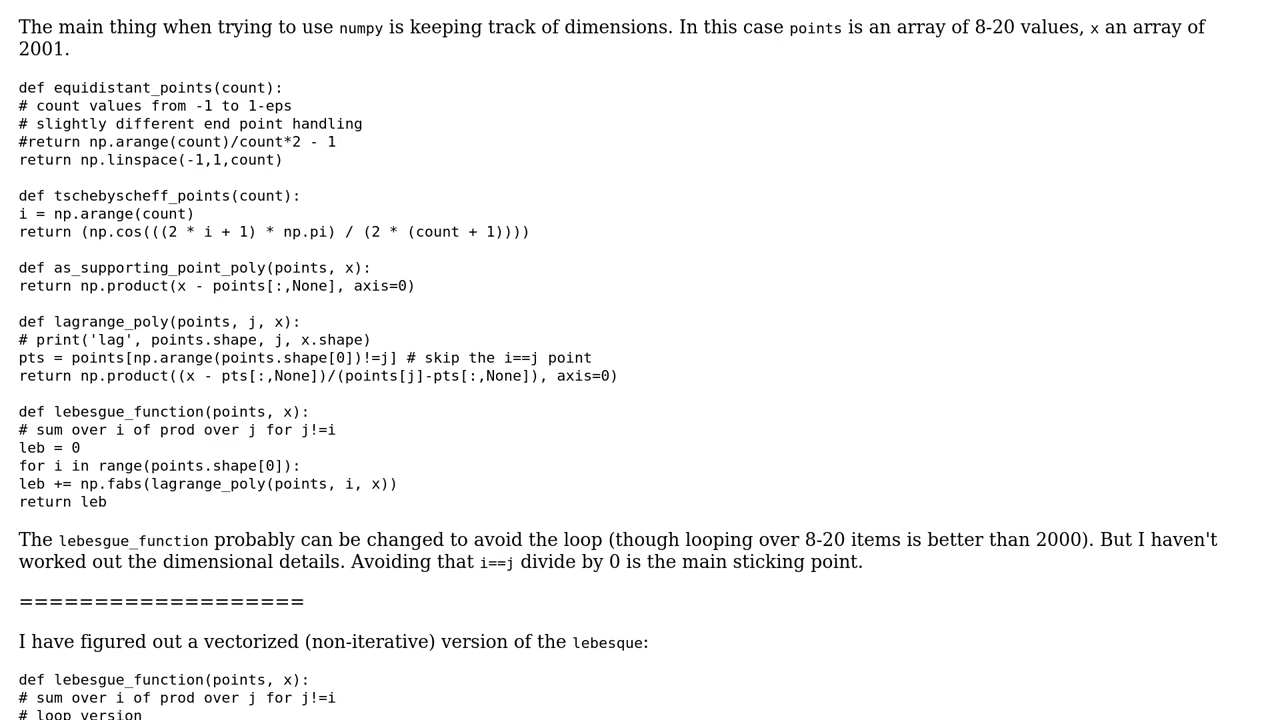 The main thing when trying to use numpy is keeping track of dimensions. In this case points is an array of 8-20 values, x an array of
2001.
def equidistant_points(count):
# count values from -1 to 1-eps
# slightly different end point handling
#return np.arange(count)/count*2 - 1
return np.linspace(-1,1,count)
def tschebyscheff_points(count):
i = np.arange(count)
return (np.cos(((2 * i + 1) * np.pi) / (2 * (count + 1))))
def as_supporting_point_poly(points, x):
return np.product(x - points[:,None], axis=0)
def lagrange_poly(points, j, x):
# print('lag', points.shape, j, x.shape)
pts = points[np.arange(points.shape[0])!=j] # skip the i==j point
return np.product((x - pts[:,None])/(points[j]-pts[:,None]), axis=0)
def lebesgue_function(points, x):
# sum over i of prod over j for j!=i
leb = 0
for i in range(points.shape[0]):
leb += np.fabs(lagrange_poly(points, i, x))
return leb
The lebesgue_function probably can be changed to avoid the loop (though looping over 8-20 items is better than 2000). But I haven't
worked out the dimensional details. Avoiding that i==j divide by 0 is the main sticking point.
===================
I have figured out a vectorized (non-iterative) version of the lebesque:
def lebesgue_function(points, x):
# sum over i of prod over j for j!=i
# loop version